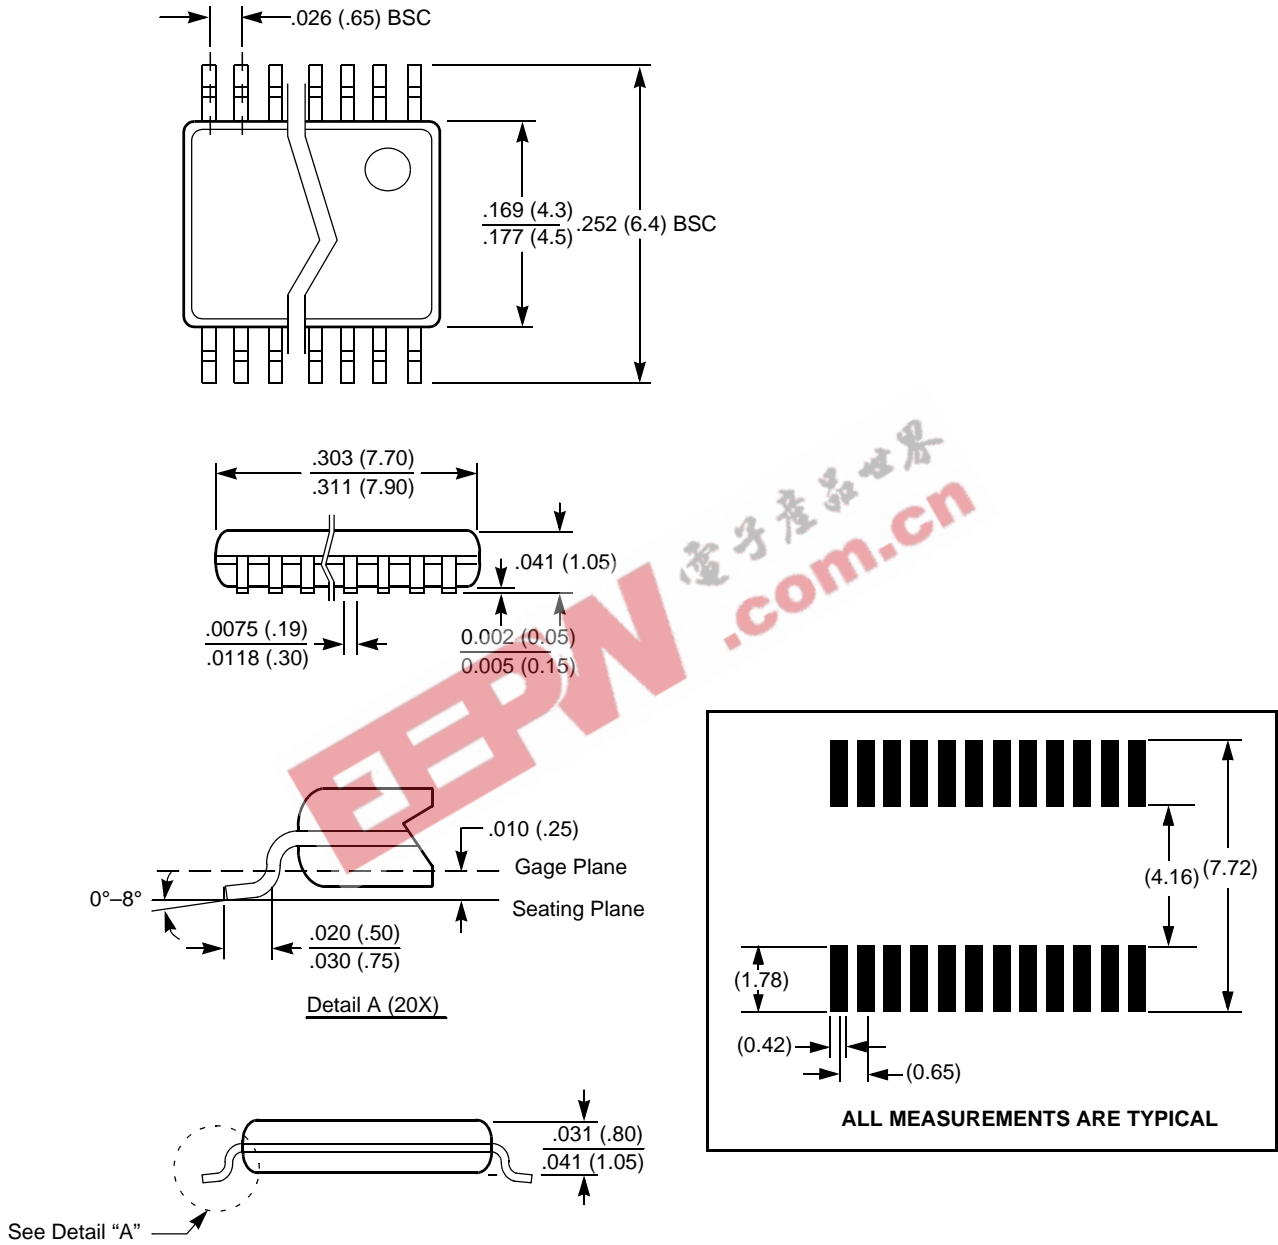 .026 (.65) BSC
.169 (4.3)
.177 (4.5)
.252 (6.4) BSC
.303 (7.70)
.311 (7.90)
.041 (1.05)
.0075 (.19)
.0118 (.30)
0.002 (0.05)
0.005 (0.15)
電子產品世界
EEPW
.com.cn
.010 (.25)
Gage Plane
0°–8°
Seating Plane
.020 (.50)
.030 (.75)
Detail A (20X)
(4.16)
(7.72)
(1.78)
(0.42)
(0.65)
ALL MEASUREMENTS ARE TYPICAL
.031 (.80)
.041 (1.05)
See Detail “A”